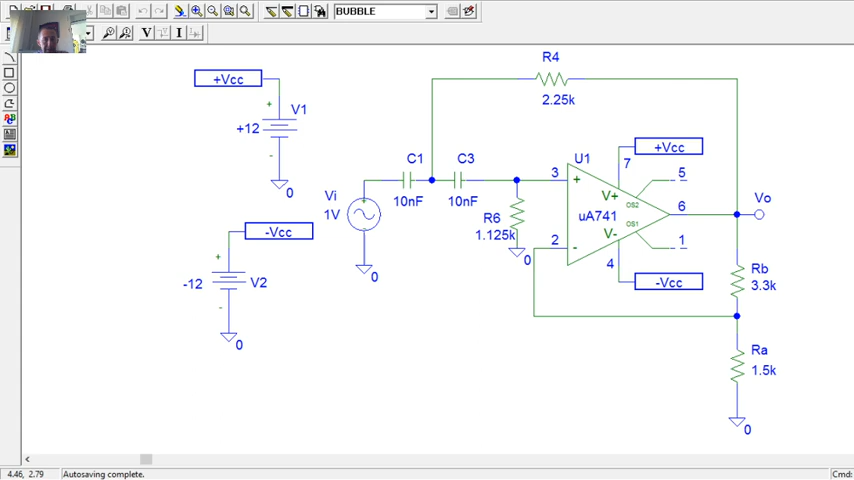 BUBBLE
V
I
R4
2.25k
+Vcc
+
V1
+12
-
0
Vi
1V
0
C1
10nF
C3
10nF
R6
1.125k
0
U1
3
+
2
-
uA741
V+
V-
OS2
OS1
7
+Vcc
5
6
1
4
-Vcc
Vo
Rb
3.3k
Ra
1.5k
0
-Vcc
+
-12
V2
-
0
4.46, 2.79
Autosaving complete.
Cmd: